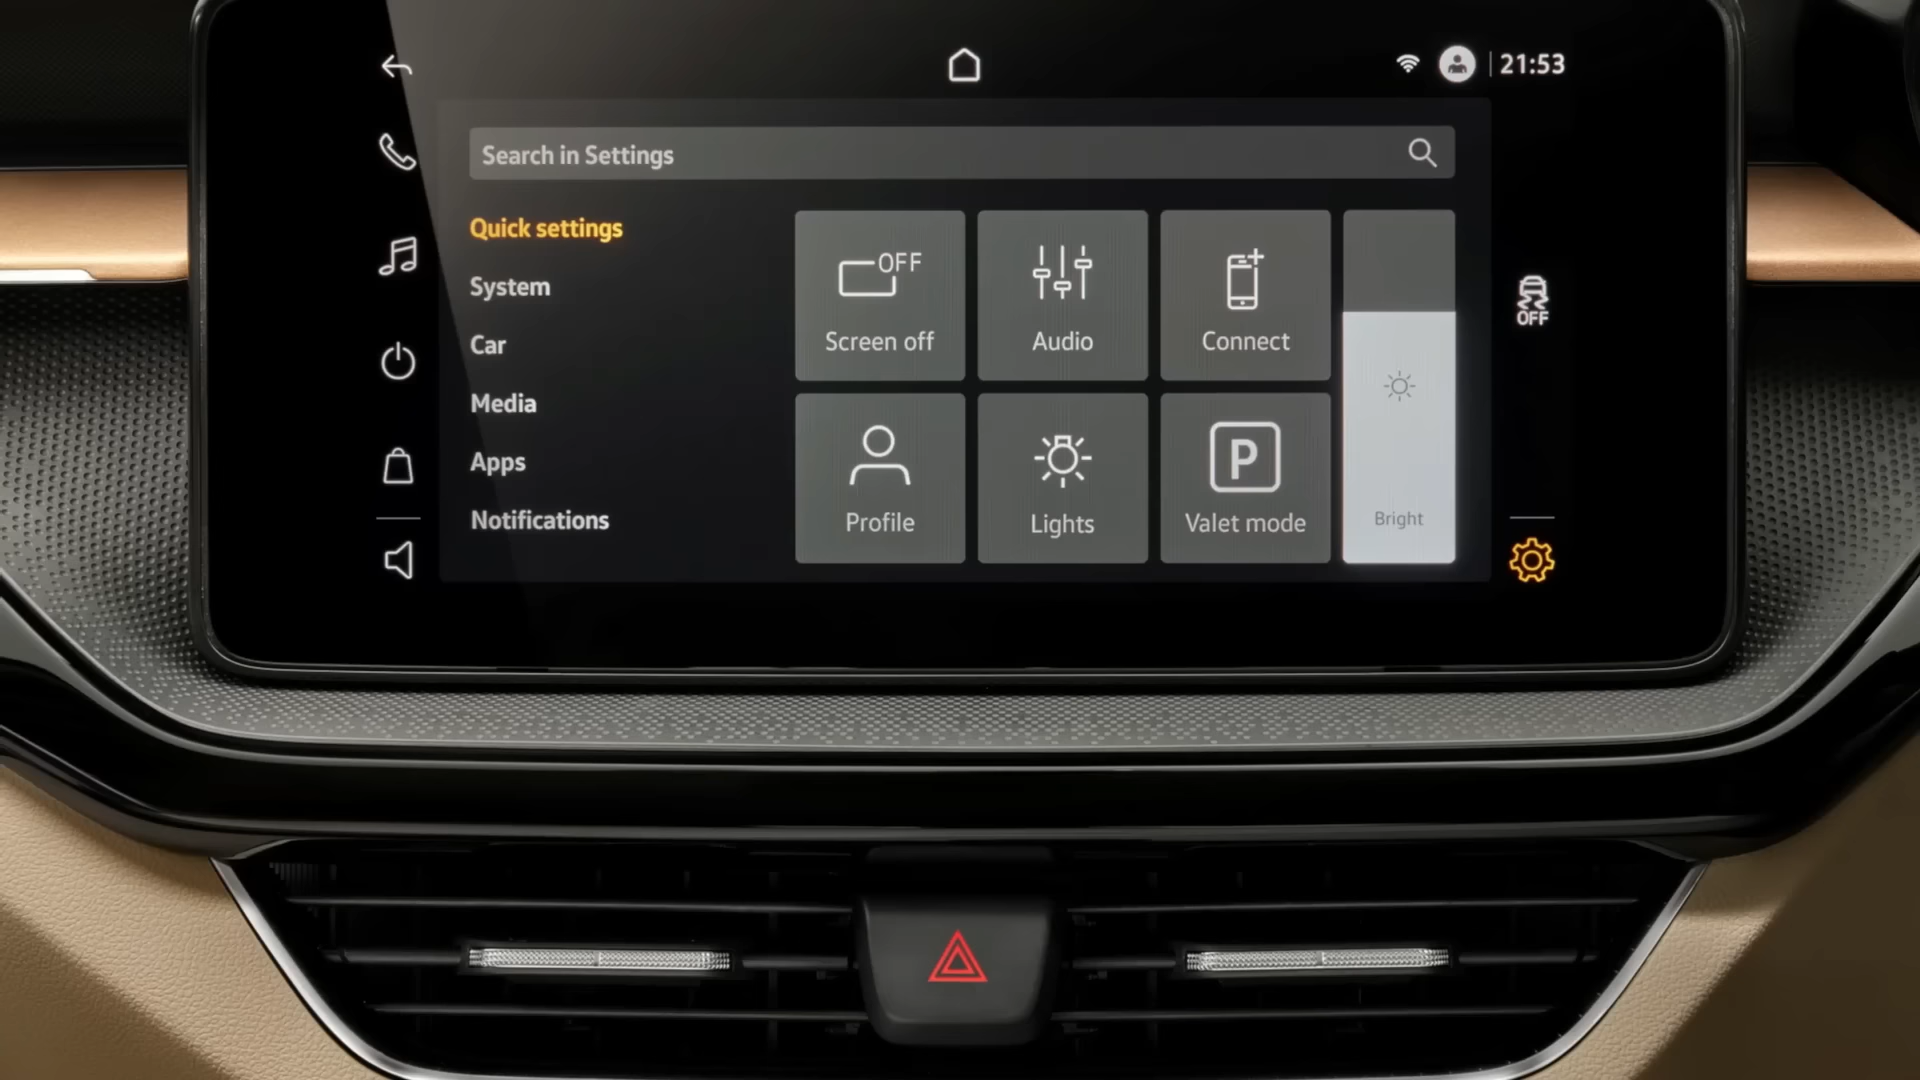 21:53
Search in Settings
Quick settings
System
Car
Media
Apps
Notifications
OFF
Screen off
Audio
Connect
Profile
Lights
P
Valet mode
Bright
OFF